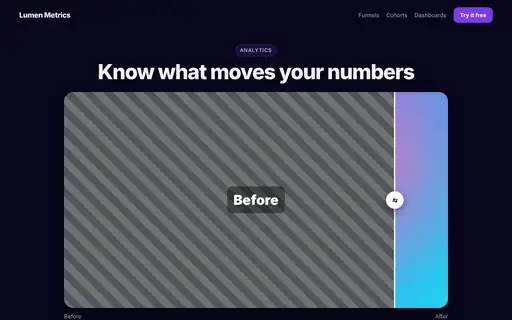 Lumen Metrics
Funnels Cohorts Dashboards Try it free
ANALYTICS
Know what moves your numbers
Before
Before After